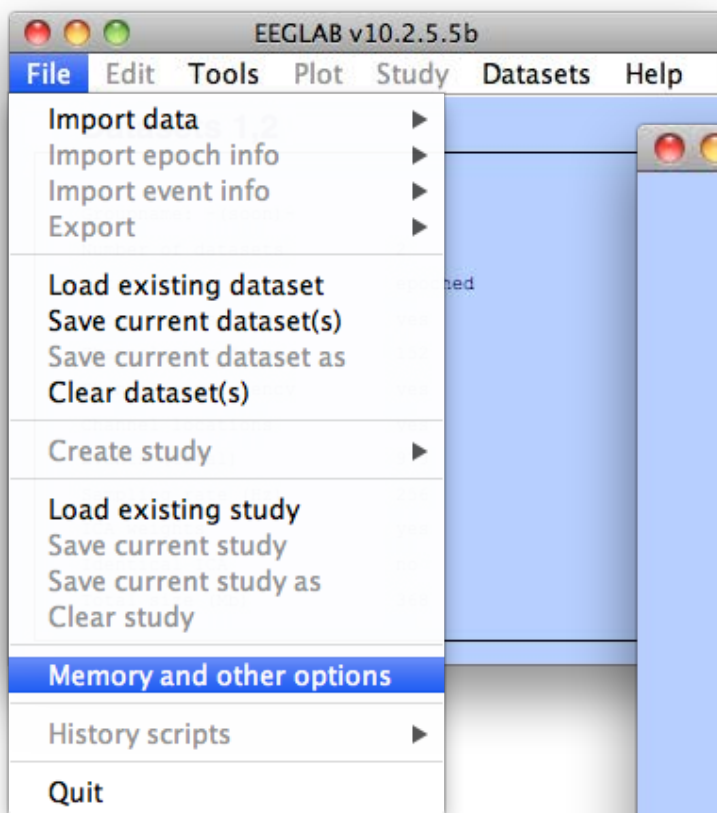 EEGLAB v10.2.5.5b
File Edit Tools Plot Study Datasets Help
Import data
Import epoch info
Import event info
Export
Load existing dataset
Save current dataset(s)
Save current dataset as
Clear dataset(s)
Create study
Load existing study
Save current study
Save current study as
Clear study
Memory and other options
History scripts
Quit